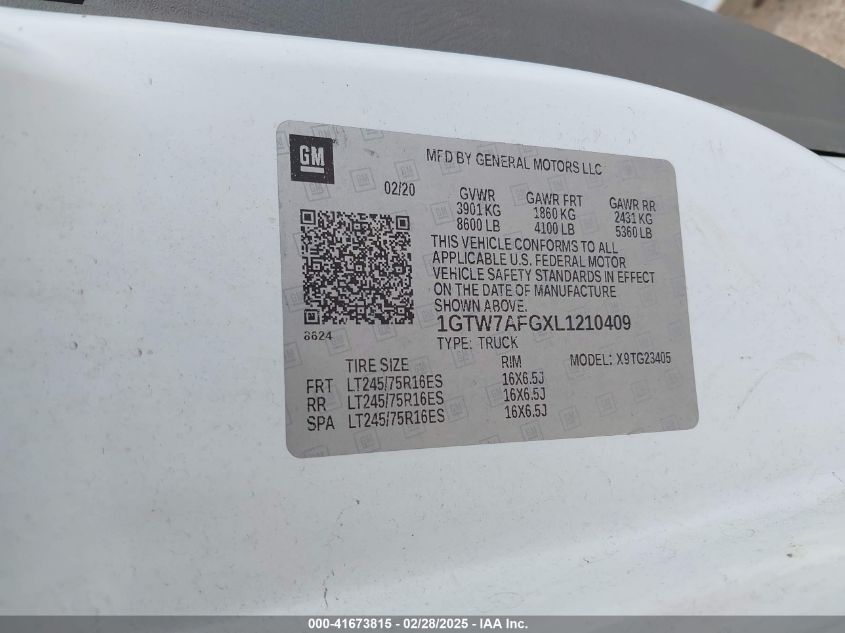 GM
MFD BY GENERAL MOTORS LLC
02/20
GVWR GAWR FRT GAWR RR
3901 KG 1860 KG 2431 KG
8600 LB 4100 LB 5360 LB
THIS VEHICLE CONFORMS TO ALL
APPLICABLE U.S. FEDERAL MOTOR
VEHICLE SAFETY STANDARDS IN EFFECT
ON THE DATE OF MANUFACTURE
SHOWN ABOVE.
1GTW7AFGXL1210409
8624
TYPE: TRUCK
TIRE SIZE RIM MODEL: X9TG23405
FRT LT245/75R16ES 16X6.5J
RR LT245/75R16ES 16X6.5J
SPA LT245/75R16ES 16X6.5J
000-41673815 - 02/28/2025 - IAA Inc.